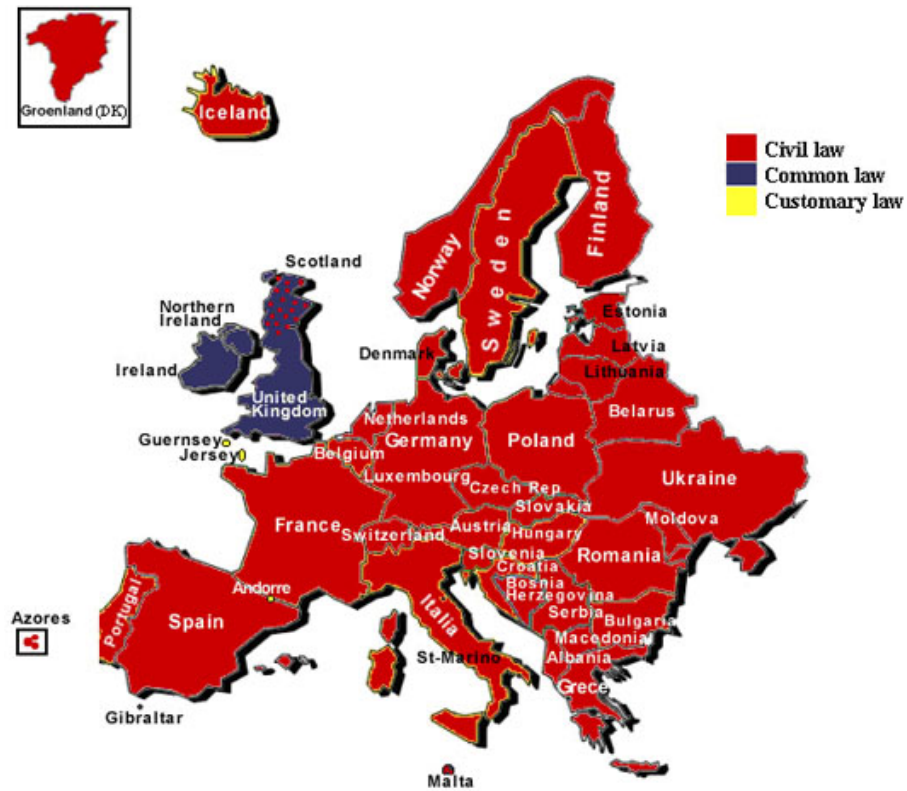 Groenland (DK)
Iceland
Civil law
Common law
Customary law
Scotland
Norway
Sweden
Finland
Northern
Ireland
Ireland
United
Kingdom
Denmark
Estonia
Latvia
Lithuania
Belarus
Netherlands
Germany
Poland
Guernsey
Jersey
Belgium
Luxembourg
Czech Rep
Slovakia
Ukraine
France
Switzerland
Austria
Hungary
Moldova
Slovenia
Croatia
Romania
Bosnia
Herzegovina
Serbia
Bulgaria
Andorre
Italia
Macedonia
Albania
Azores
Portugal
Spain
St-Marino
Grece
Gibraltar
Malta